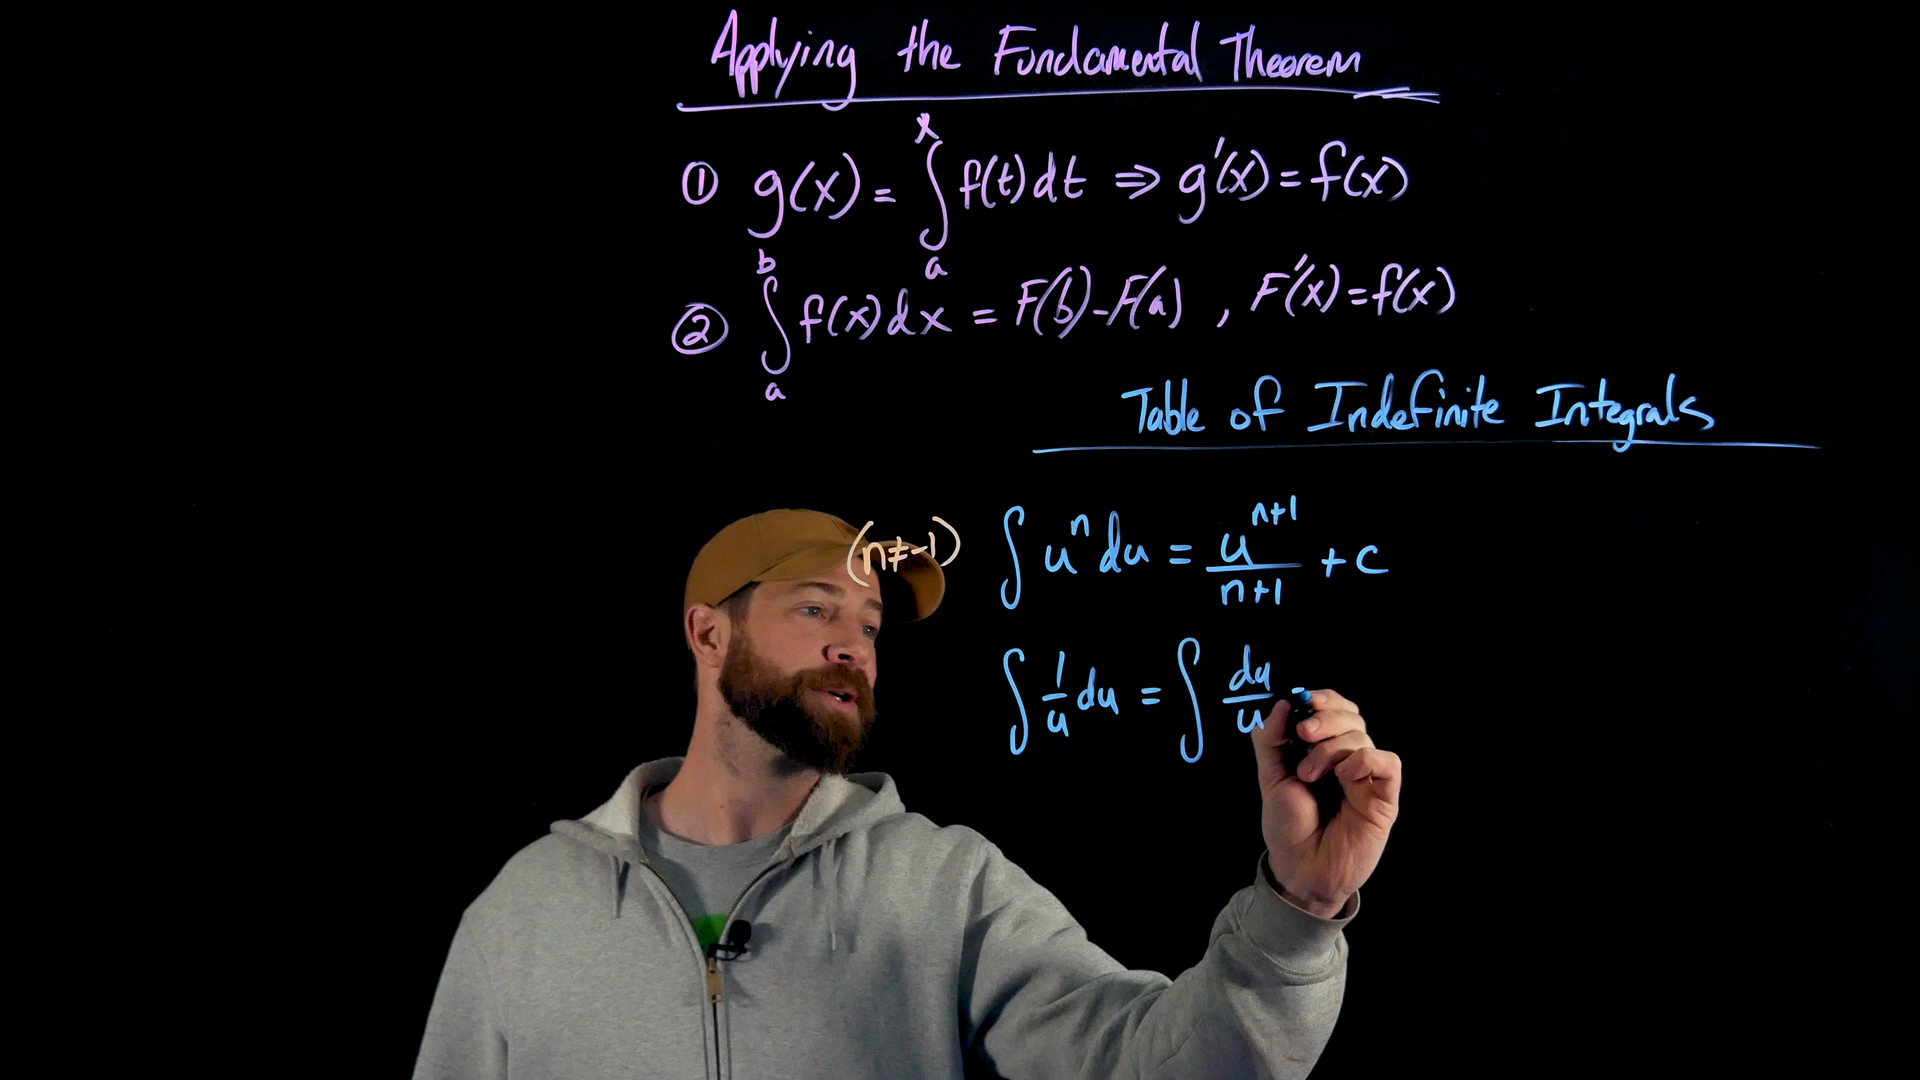 Applying the Fundamental Theorem
① g(x) = ∫ₐˣ f(t) dt ⇒ g'(x) = f(x)
② ∫ₐᵇ f(x) dx = F(b) - F(a) , F'(x) = f(x)
Table of Indefinite Integrals
(n≠-1) ∫ uⁿ du = uⁿ⁺¹/n+1 + c
∫ 1/u du = ∫ du/u =